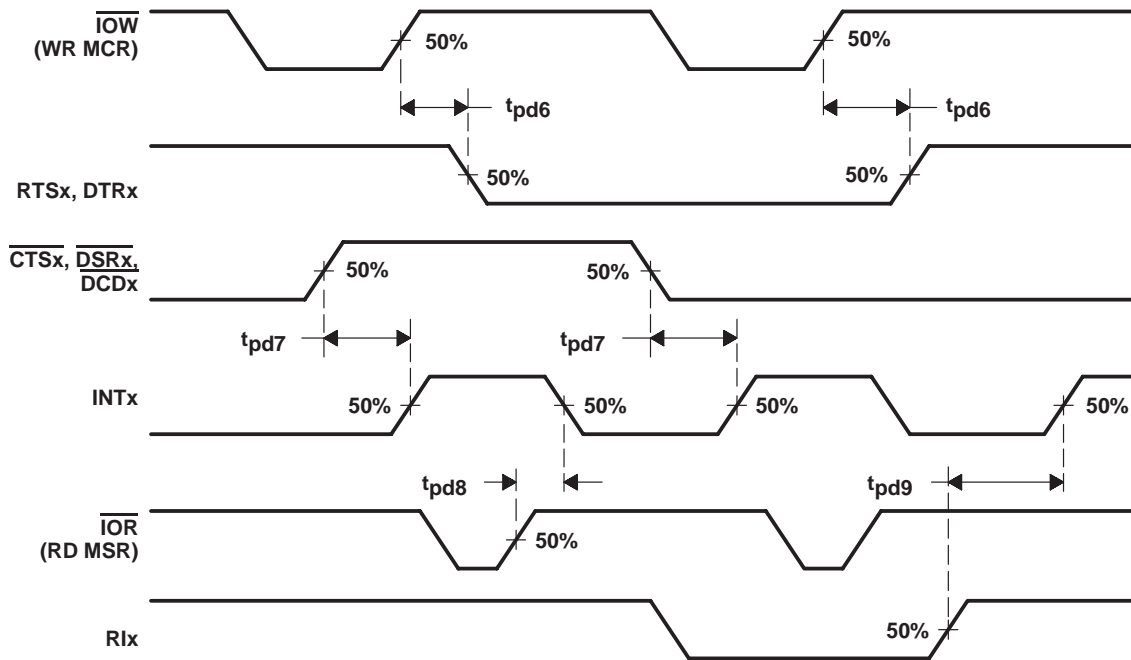 IOW
(WR MCR)
50%
50%
tpd6
tpd6
RTSx, DTRx
50%
50%
CTSx, DSRx,
DCDx
50%
50%
tpd7
tpd7
INTx
50%
50%
50%
50%
tpd8
tpd9
IOR
(RD MSR)
50%
RIx
50%